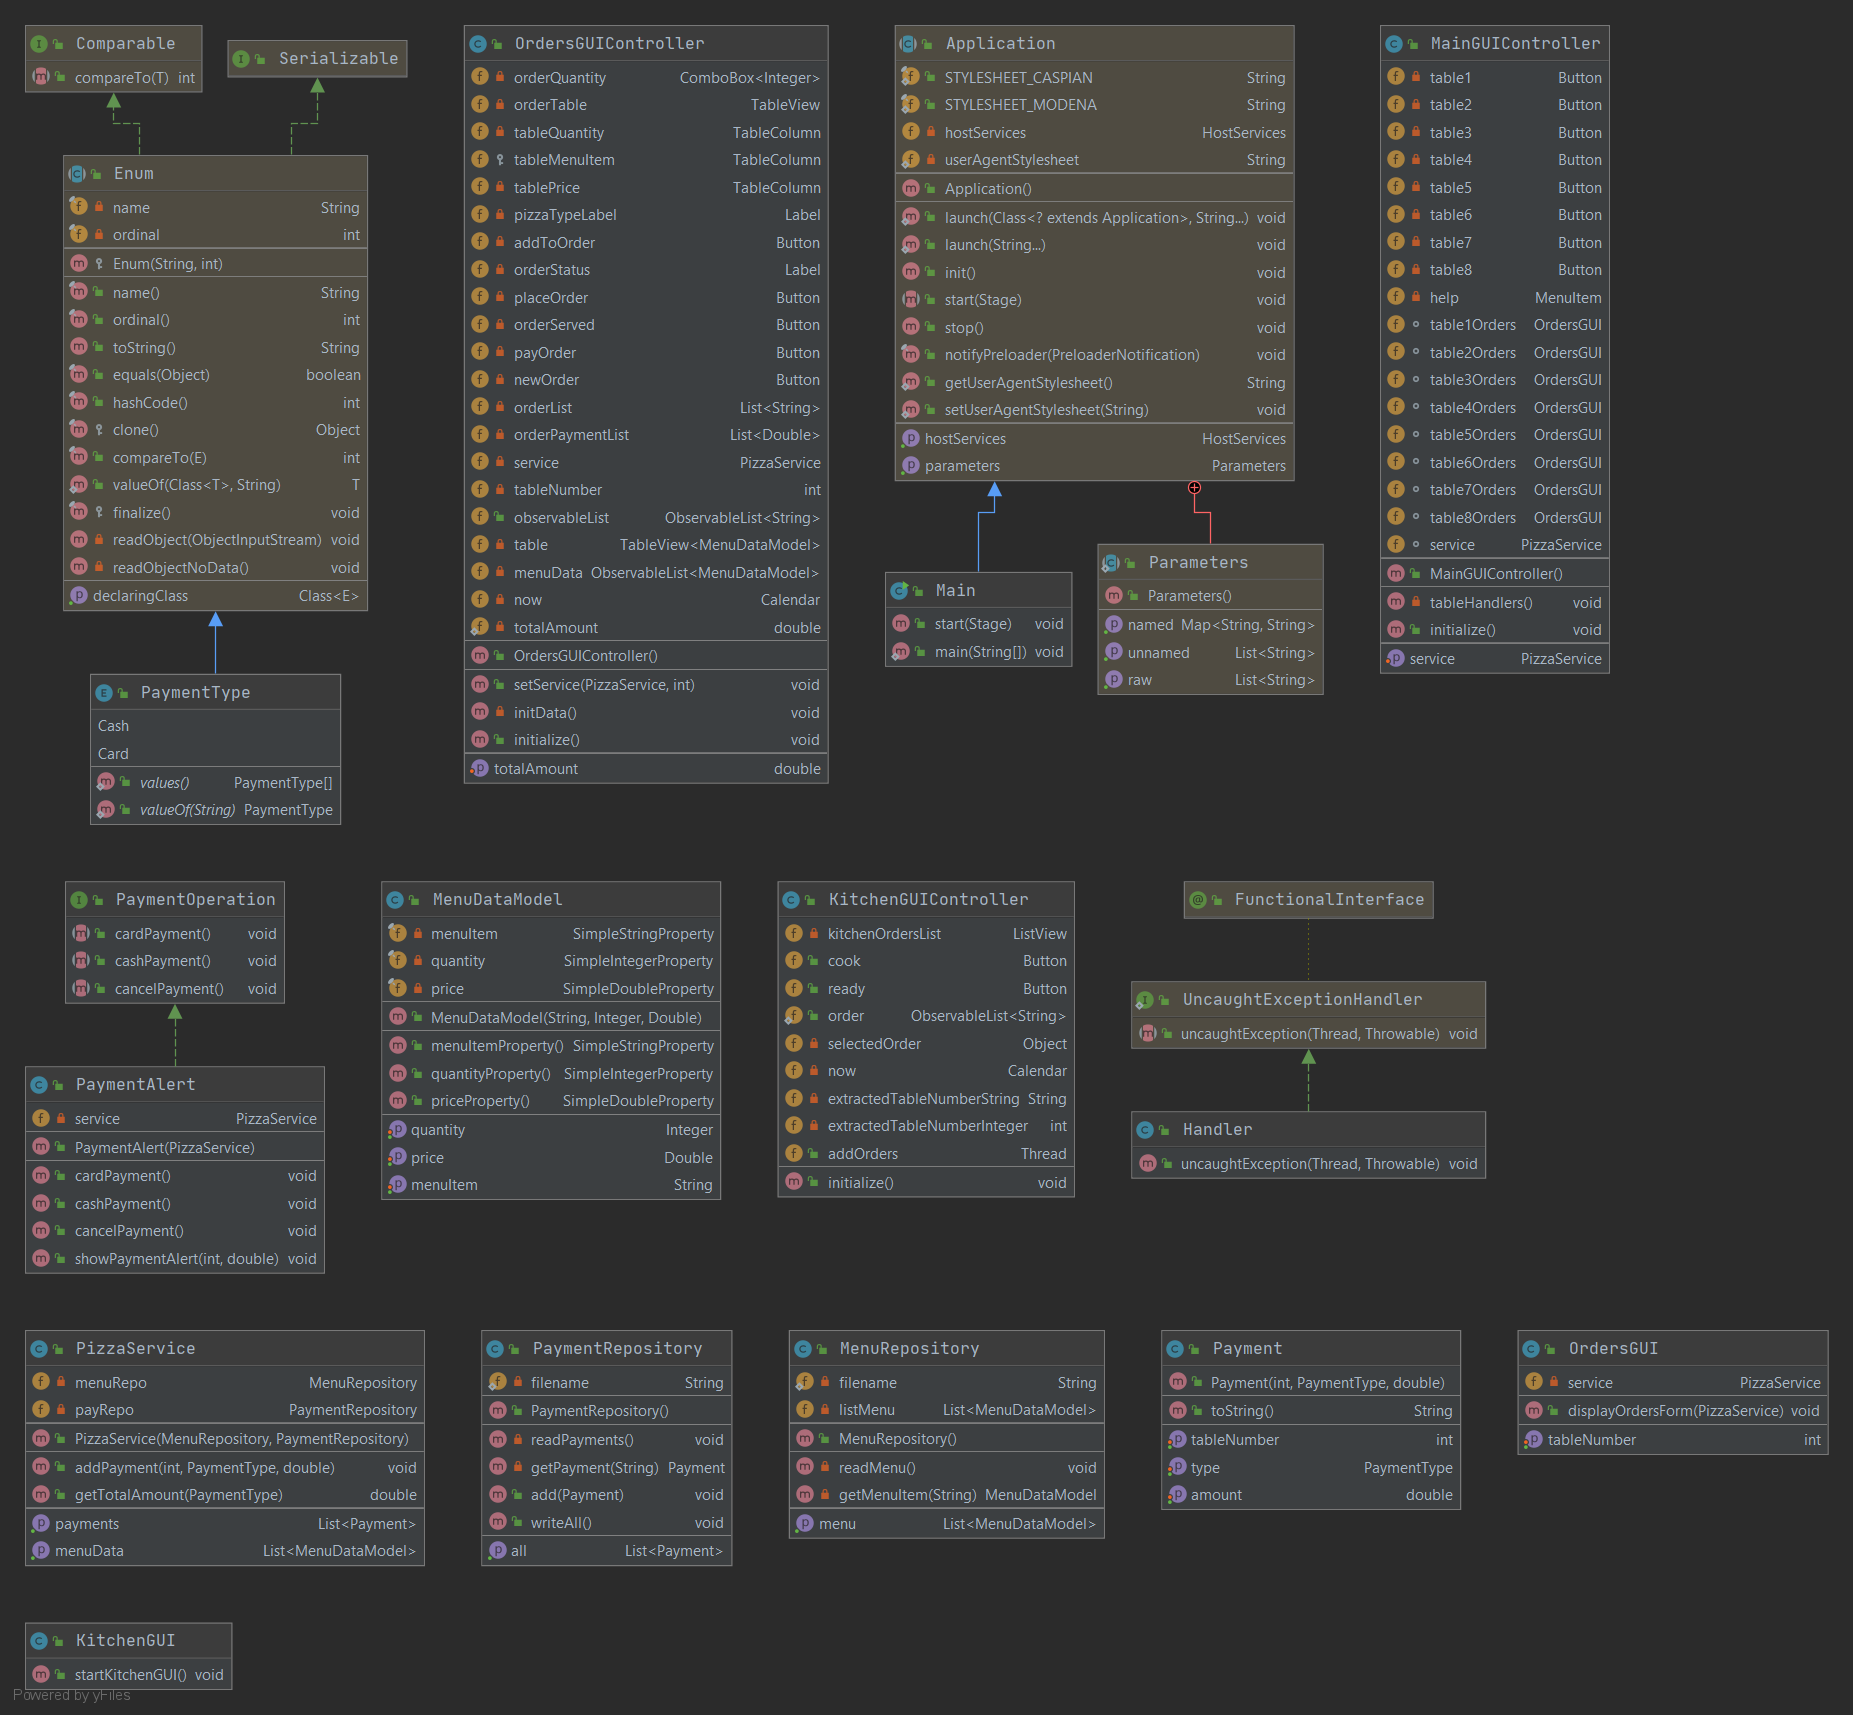 Comparable
compareTo(T) int
Serializable
Enum
name String
ordinal int
Enum(String, int)
name() String
ordinal() int
toString() String
equals(Object) boolean
hashCode() int
clone() Object
compareTo(E) int
valueOf(Class<T>, String) T
finalize() void
readObject(ObjectInputStream) void
readObjectNoData() void
declaringClass Class<E>
PaymentType
Cash
Card
values() PaymentType[]
valueOf(String) PaymentType
OrdersGUIController
orderQuantity ComboBox<Integer>
orderTable TableView
tableQuantity TableColumn
tableMenuItem TableColumn
tablePrice TableColumn
pizzaTypeLabel Label
addToOrder Button
orderStatus Label
placeOrder Button
orderServed Button
payOrder Button
newOrder Button
orderList List<String>
orderPaymentList List<Double>
service PizzaService
tableNumber int
observableList ObservableList<String>
table TableView<MenuDataModel>
menuData ObservableList<MenuDataModel>
now Calendar
totalAmount double
OrdersGUIController()
setService(PizzaService, int) void
initData() void
initialize() void
totalAmount double
Application
STYLESHEET_CASPIAN String
STYLESHEET_MODENA String
hostServices HostServices
userAgentStylesheet String
Application()
launch(Class<? extends Application>, String...) void
launch(String...) void
init() void
start(Stage) void
stop() void
notifyPreloader(PreloaderNotification) void
getUserAgentStylesheet() String
setUserAgentStylesheet(String) void
hostServices HostServices
parameters Parameters
Main
start(Stage) void
main(String[]) void
Parameters
Parameters()
named Map<String, String>
unnamed List<String>
raw List<String>
MainGUIController
table1 Button
table2 Button
table3 Button
table4 Button
table5 Button
table6 Button
table7 Button
table8 Button
help MenuItem
table1Orders OrdersGUI
table2Orders OrdersGUI
table3Orders OrdersGUI
table4Orders OrdersGUI
table5Orders OrdersGUI
table6Orders OrdersGUI
table7Orders OrdersGUI
table8Orders OrdersGUI
service PizzaService
MainGUIController()
tableHandlers() void
initialize() void
service PizzaService
PaymentOperation
cardPayment() void
cashPayment() void
cancelPayment() void
PaymentAlert
service PizzaService
PaymentAlert(PizzaService)
cardPayment() void
cashPayment() void
cancelPayment() void
showPaymentAlert(int, double) void
MenuDataModel
menuItem SimpleStringProperty
quantity SimpleIntegerProperty
price SimpleDoubleProperty
MenuDataModel(String, Integer, Double)
menuItemProperty() SimpleStringProperty
quantityProperty() SimpleIntegerProperty
priceProperty() SimpleDoubleProperty
quantity Integer
price Double
menuItem String
KitchenGUIController
kitchenOrdersList ListView
cook Button
ready Button
order ObservableList<String>
selectedOrder Object
now Calendar
extractedTableNumberString String
extractedTableNumberInteger int
addOrders Thread
initialize() void
FunctionalInterface
UncaughtExceptionHandler
uncaughtException(Thread, Throwable) void
Handler
uncaughtException(Thread, Throwable) void
PizzaService
menuRepo MenuRepository
payRepo PaymentRepository
PizzaService(MenuRepository, PaymentRepository)
addPayment(int, PaymentType, double) void
getTotalAmount(PaymentType) double
payments List<Payment>
menuData List<MenuDataModel>
PaymentRepository
filename String
PaymentRepository()
readPayments() void
getPayment(String) Payment
add(Payment) void
writeAll() void
all List<Payment>
MenuRepository
filename String
listMenu List<MenuDataModel>
MenuRepository()
readMenu() void
getMenuItem(String) MenuDataModel
menu List<MenuDataModel>
Payment
Payment(int, PaymentType, double)
toString() String
tableNumber int
type PaymentType
amount double
OrdersGUI
service PizzaService
displayOrdersForm(PizzaService) void
tableNumber int
KitchenGUI
startKitchenGUI() void
Powered by yFiles